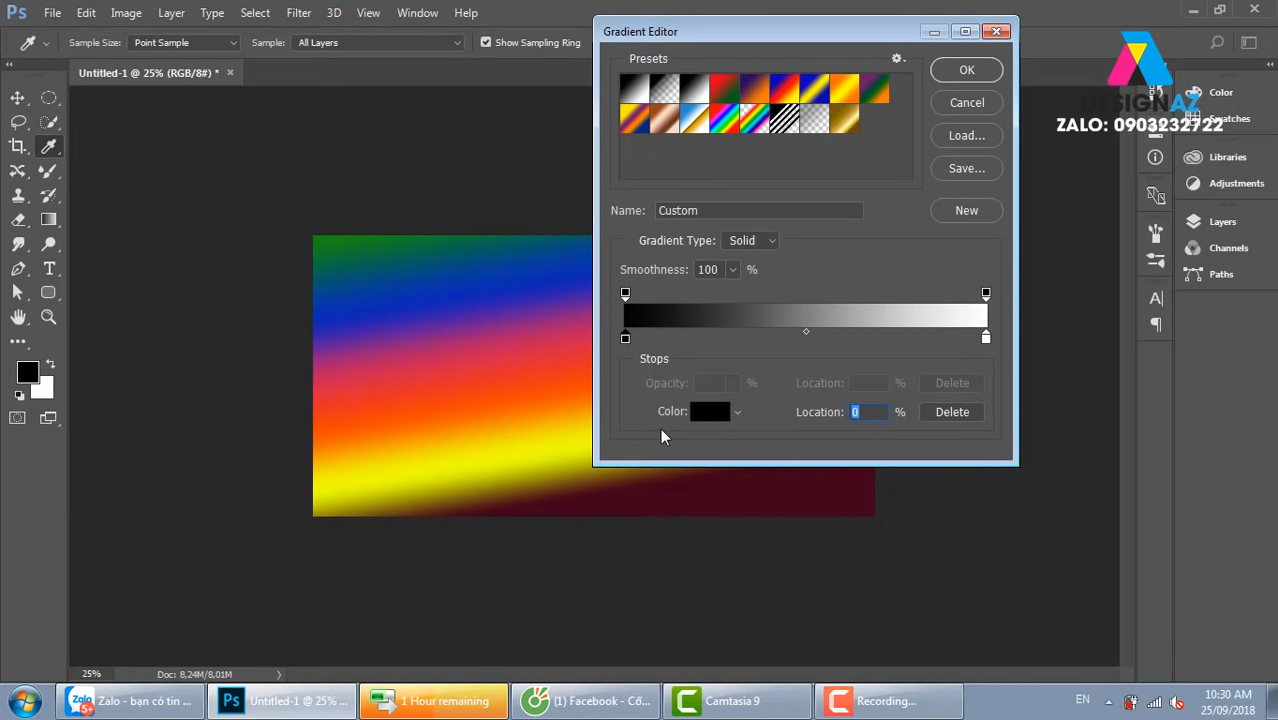 Ps File Edit Image Layer Type Select Filter 3D View Window Help
Sample Size: Point Sample Sample: All Layers Show Sampling Ring
Untitled-1 @ 25% (RGB/8#) * ×
Gradient Editor
Presets
OK
Cancel
Load...
Save...
Name: Custom
New
Gradient Type: Solid
Smoothness: 100 %
Stops
Opacity: % Location: % Delete
Color: Location: 0 % Delete
DESIGNAZ
ZALO: 0903232722
Color
Swatches
Libraries
Adjustments
Layers
Channels
Paths
25% Doc: 8,24M/8,01M
Zalo - bạn có tin ...
Ps Untitled-1 @ 25% ...
1 Hour remaining
(1) Facebook - Cố...
Camtasia 9
Recording...
EN
10:30 AM
25/09/2018